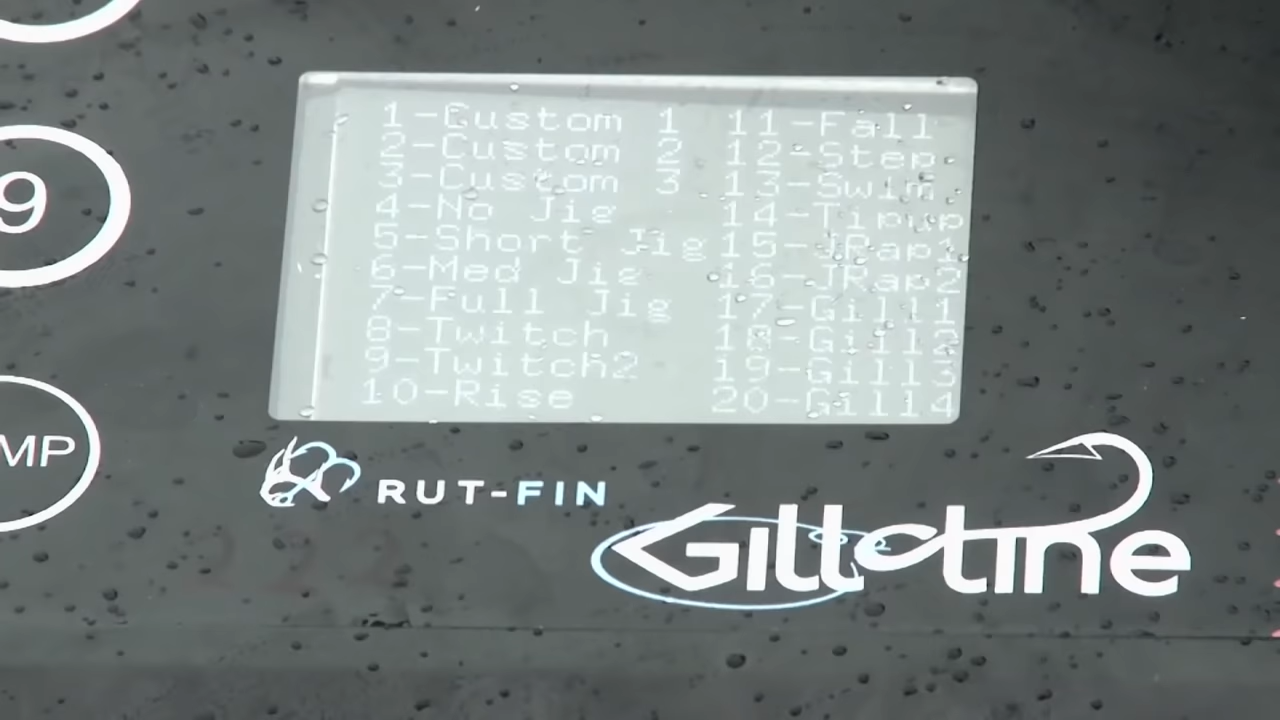 1-Custom 1
2-Custom 2
3-Custom 3
4-No Jig
5-Short Jig
6-Med Jig
7-Full Jig
8-Twitch
9-Twitch2
10-Rise
11-Fall
12-Step
13-Swim
14-Tipup
15-JRap1
16-JRap2
17-Gill1
18-Gill2
19-Gill3
20-Gill4
9
MP
RUT-FIN
Gillotine